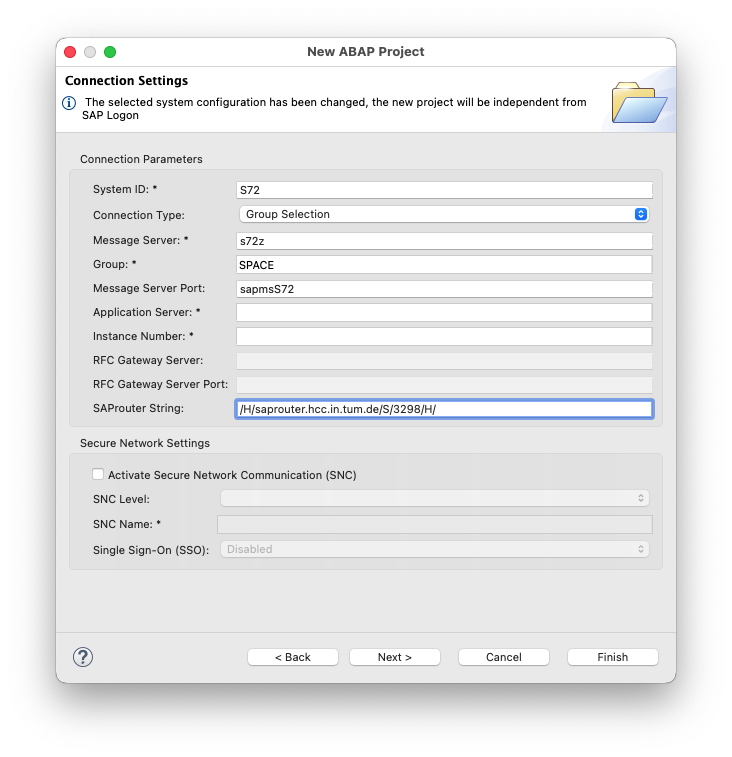 New ABAP Project
Connection Settings
The selected system configuration has been changed, the new project will be independent from
SAP Logon
Connection Parameters
System ID: * S72
Connection Type: Group Selection
Message Server: * s72z
Group: * SPACE
Message Server Port: sapmsS72
Application Server: *
Instance Number: *
RFC Gateway Server:
RFC Gateway Server Port:
SAProuter String: /H/saprouter.hcc.in.tum.de/S/3298/H/
Secure Network Settings
Activate Secure Network Communication (SNC)
SNC Level:
SNC Name: *
Single Sign-On (SSO): Disabled
? < Back Next > Cancel Finish